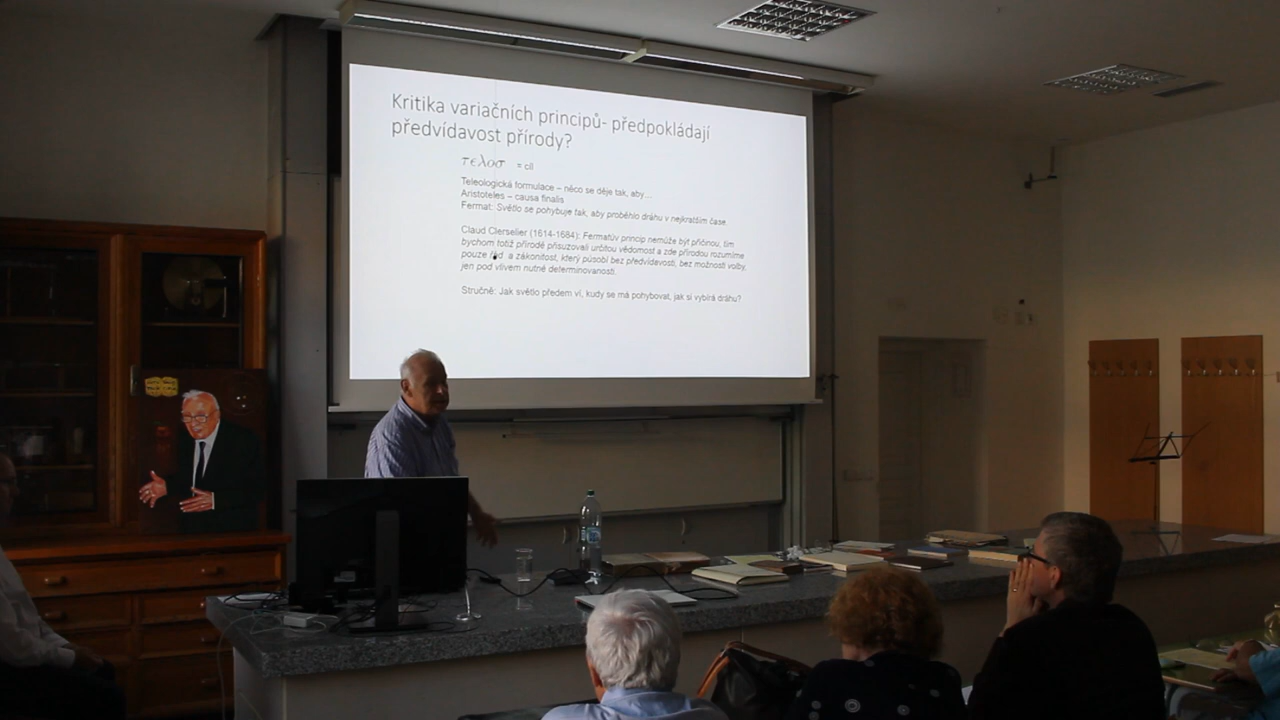 Kritika variačních principů- předpokládají
předvídavost přírody?
τελοσ = cíl
Teleologická formulace – něco se děje tak, aby…
Aristoteles – causa finalis
Fermat: Světlo se pohybuje tak, aby proběhlo dráhu v nejkratším čase.
Claud Clerselier (1614-1684): Fermatův princip nemůže být příčinou, tím
bychom totiž přírodě přisuzovali určitou vědomost a zde přírodou rozumíme
pouze řád a zákonitost, který působí bez předvídavosti, bez možnosti volby,
jen pod vlivem nutné determinovanosti.
Stručně: Jak světlo předem ví, kudy se má pohybovat, jak si vybírá dráhu?